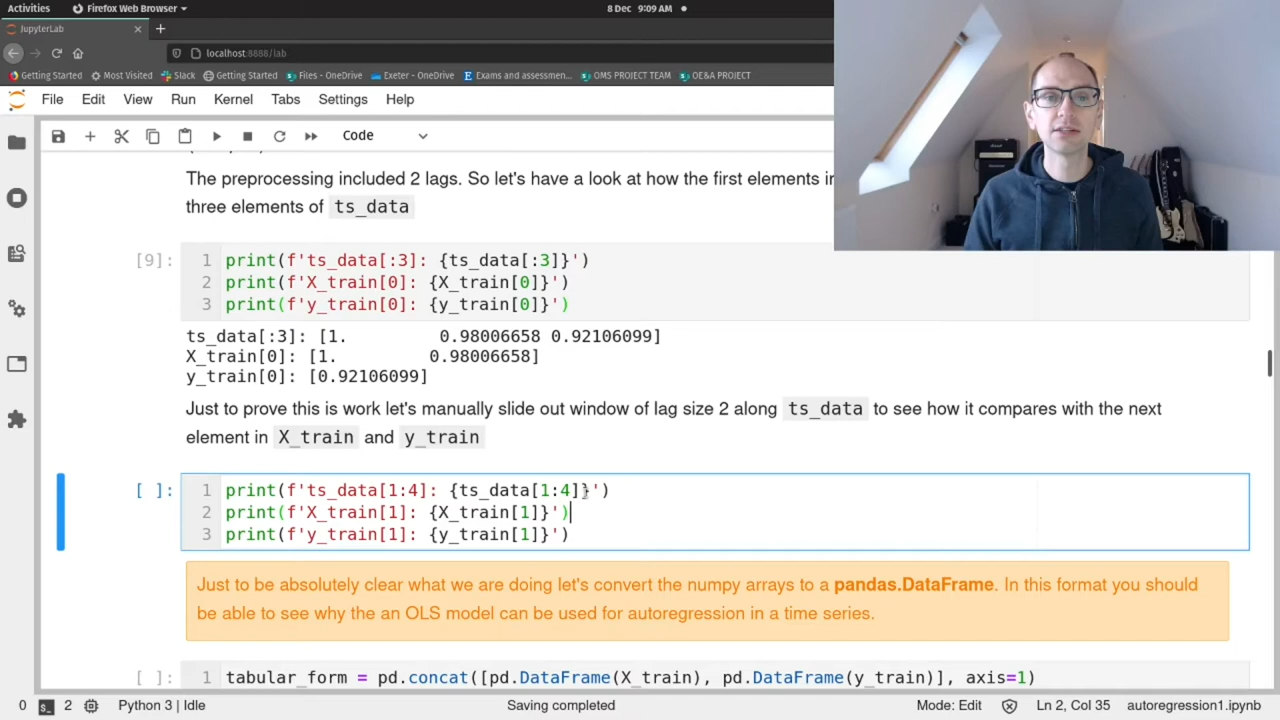 Activities Firefox Web Browser 8 Dec 9:09 AM
JupyterLab
localhost:8888/lab
Getting Started Most Visited Slack Getting Started Files - OneDrive Exeter - OneDrive Exams and assessmen... OMS PROJECT TEAM OE&A PROJECT
File Edit View Run Kernel Tabs Settings Help
Code
The preprocessing included 2 lags. So let's have a look at how the first elements in
three elements of ts_data
[9]: 1 print(f'ts_data[:3]: {ts_data[:3]}')
2 print(f'X_train[0]: {X_train[0]}')
3 print(f'y_train[0]: {y_train[0]}')
ts_data[:3]: [1. 0.98006658 0.92106099]
X_train[0]: [1. 0.98006658]
y_train[0]: [0.92106099]
Just to prove this is work let's manually slide out window of lag size 2 along ts_data to see how it compares with the next
element in X_train and y_train
[ ]: 1 print(f'ts_data[1:4]: {ts_data[1:4]}')
2 print(f'X_train[1]: {X_train[1]}')
3 print(f'y_train[1]: {y_train[1]}')
Just to be absolutely clear what we are doing let's convert the numpy arrays to a pandas.DataFrame. In this format you should
be able to see why the an OLS model can be used for autoregression in a time series.
[ ]: 1 tabular_form = pd.concat([pd.DataFrame(X_train), pd.DataFrame(y_train)], axis=1)
0 2 Python 3 | Idle Saving completed Mode: Edit Ln 2, Col 35 autoregression1.ipynb